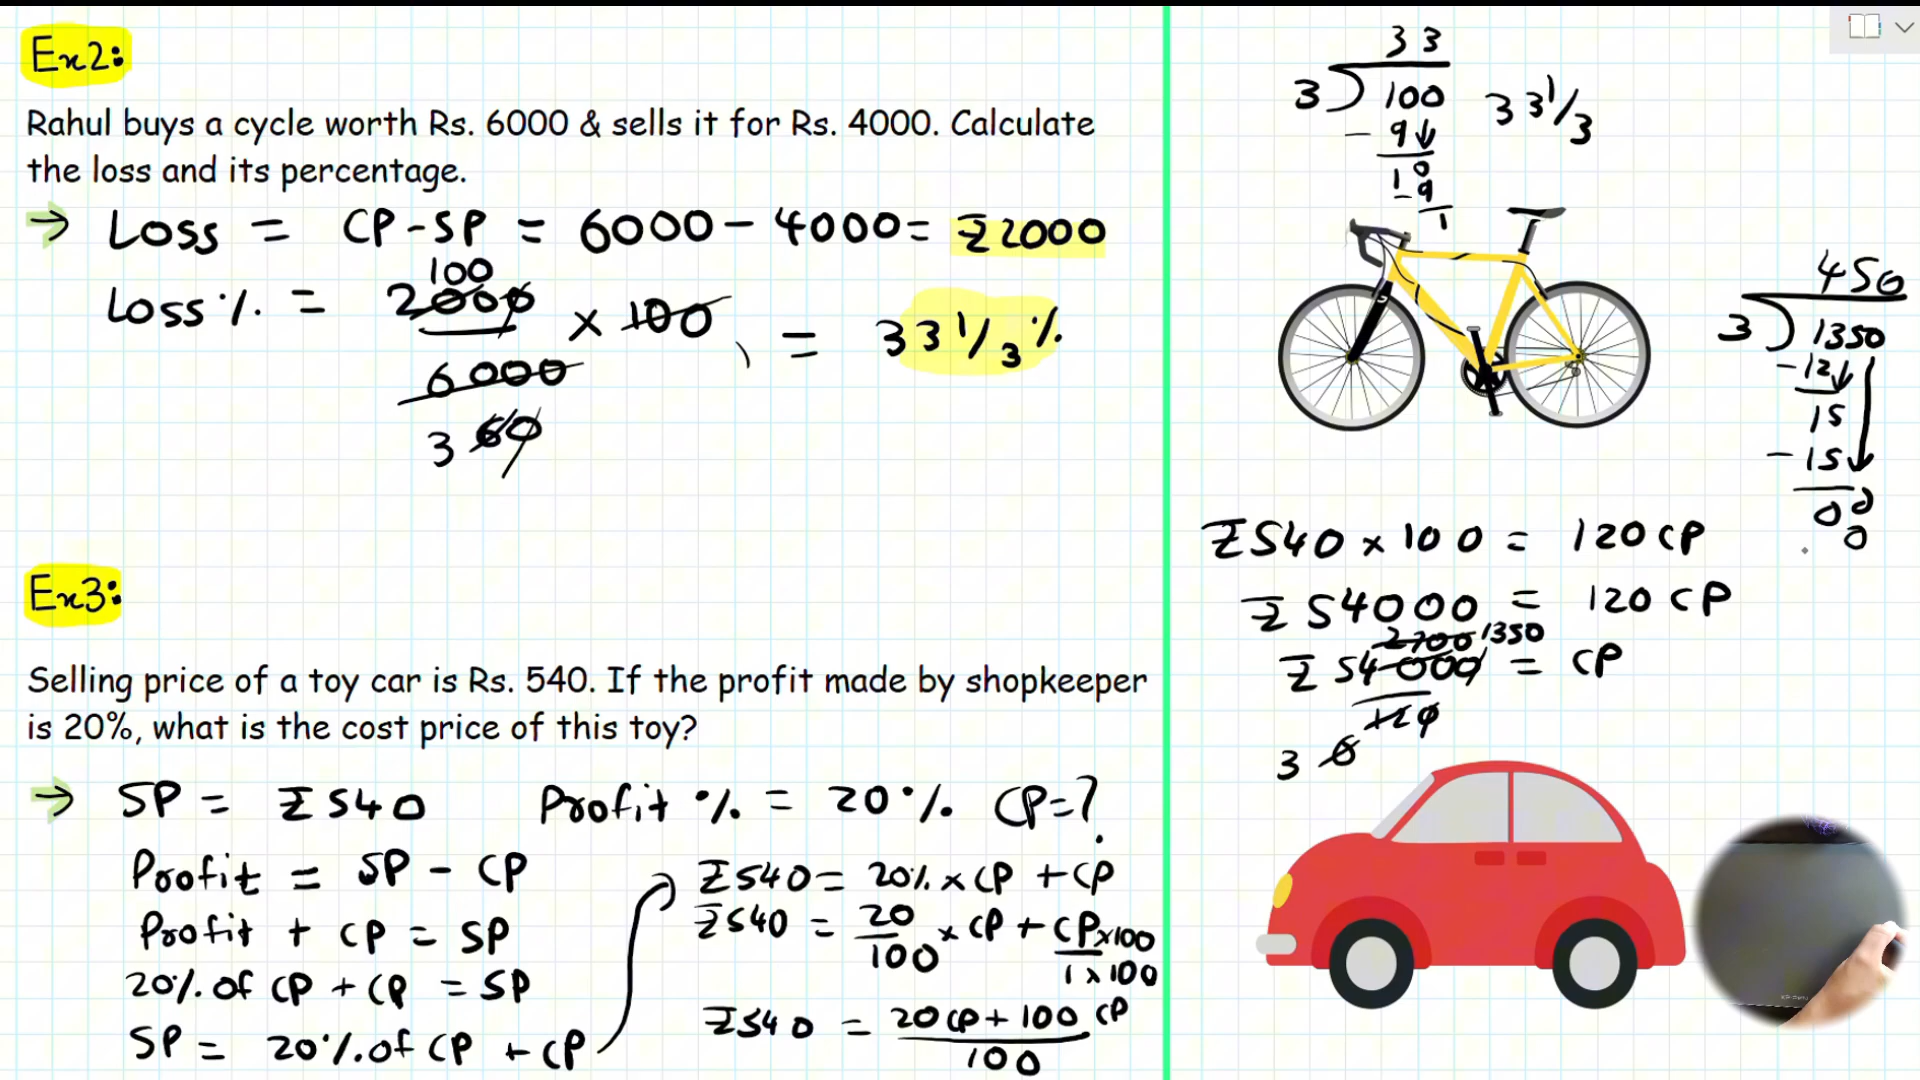 Ex2:
Rahul buys a cycle worth Rs. 6000 & sells it for Rs. 4000. Calculate
the loss and its percentage.
→ Loss = CP - SP = 6000 - 4000 = ₹2000
100
Loss % = 2000 × 100 = 33 1/3 %
6000
3 60
Ex3:
Selling price of a toy car is Rs. 540. If the profit made by shopkeeper
is 20%, what is the cost price of this toy?
→ SP = ₹540 Profit % = 20% CP=?
Profit = SP - CP
Profit + CP = SP
20% of CP + CP = SP
SP = 20% of CP + CP
₹540 = 20% × CP + CP
₹540 = 20/100 × CP + CP×100/1×100
₹540 = 20CP + 100 CP
100
33
3 100 33 1/3
- 9
10
- 9
1
450
3 1350
- 12
15
- 15
00
0
₹540 × 100 = 120 CP
₹54000 = 120 CP
2700 1350
₹54000 = CP
120
3 6